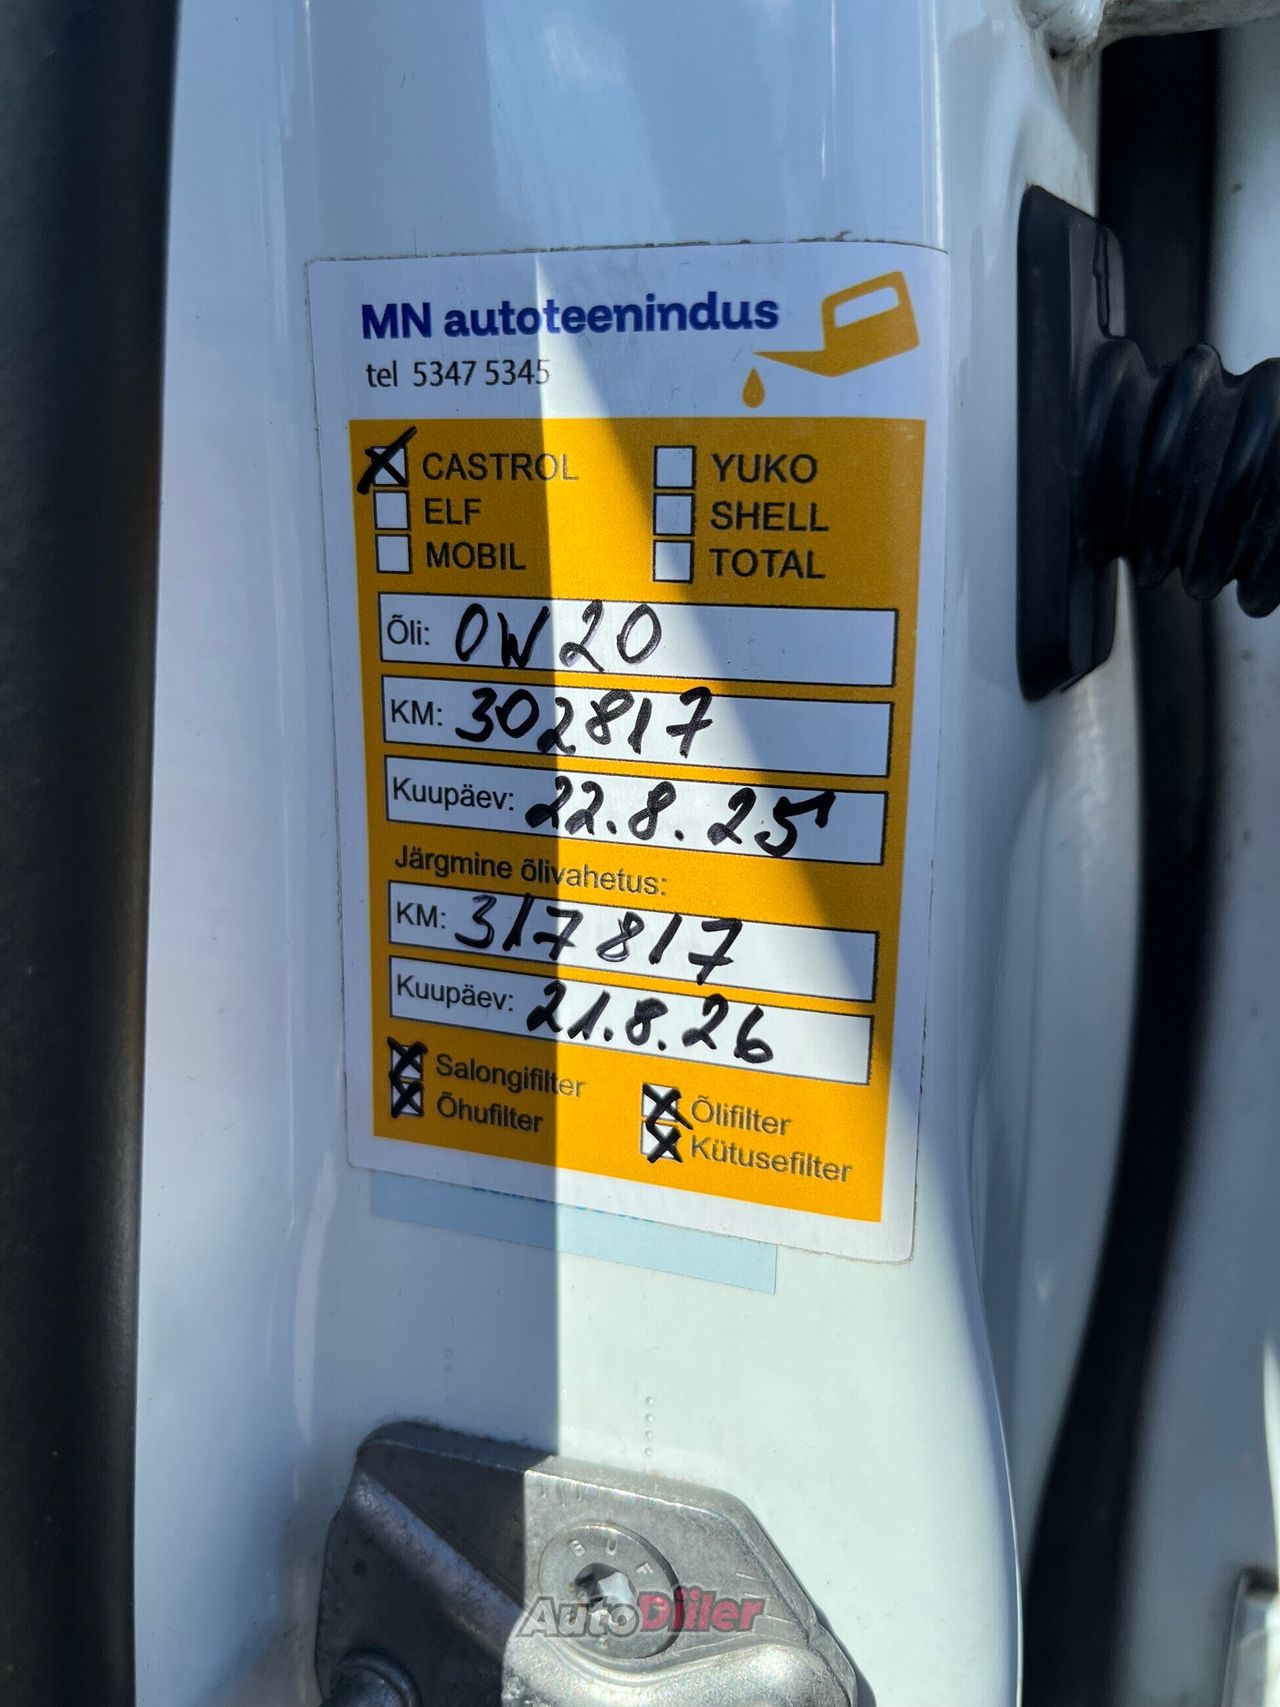 MN autoteenindus
tel 5347 5345
CASTROL YUKO
ELF SHELL
MOBIL TOTAL
Õli: 0W20
KM: 302817
Kuupäev: 22.8.25
Järgmine õlivahetus:
KM: 317817
Kuupäev: 21.8.26
Salongifilter Õlifilter
Õhufilter Kütusefilter
AutoDiiler